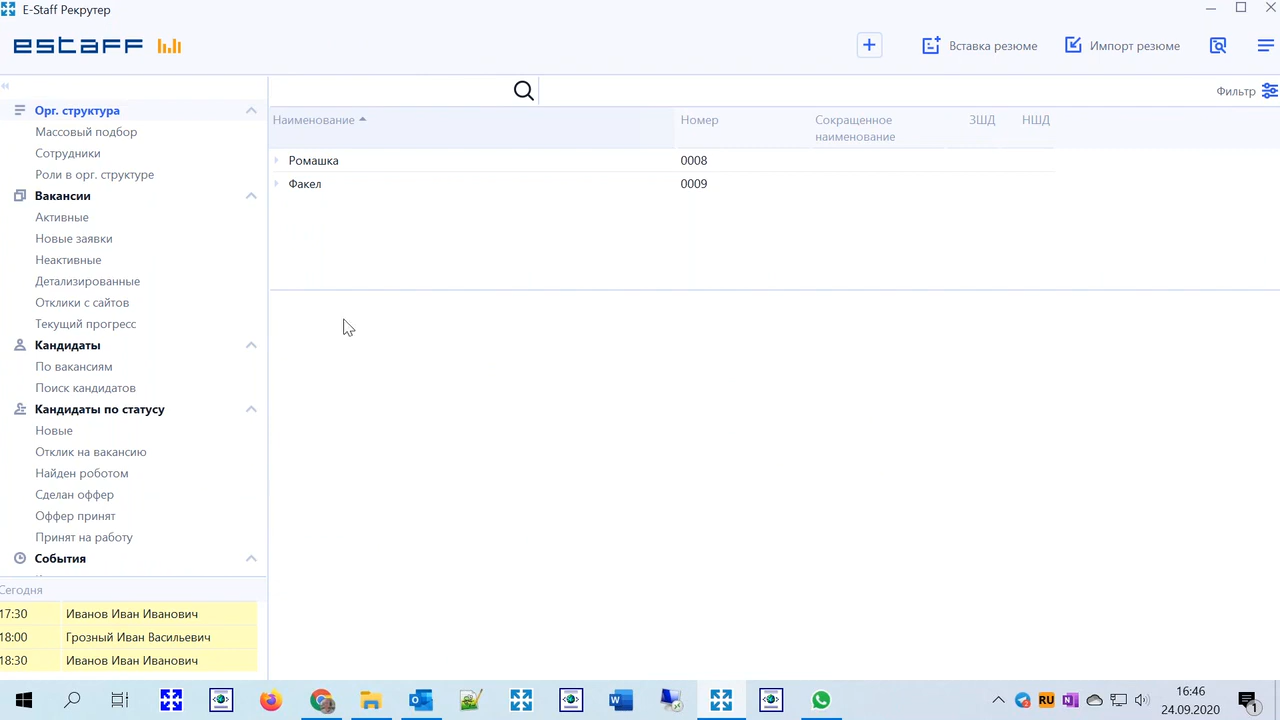 E-Staff Рекрутер
estaff
Вставка резюме
Импорт резюме
Фильтр
Орг. структура
Массовый подбор
Сотрудники
Роли в орг. структуре
Вакансии
Активные
Новые заявки
Неактивные
Детализированные
Отклики с сайтов
Текущий прогресс
Кандидаты
По вакансиям
Поиск кандидатов
Кандидаты по статусу
Новые
Отклик на вакансию
Найден роботом
Сделан оффер
Оффер принят
Принят на работу
События
Сегодня
17:30 Иванов Иван Иванович
18:00 Грозный Иван Васильевич
18:30 Иванов Иван Иванович
Наименование Номер Сокращенное наименование ЗШД НШД
Ромашка 0008
Факел 0009
RU
16:46
24.09.2020
1